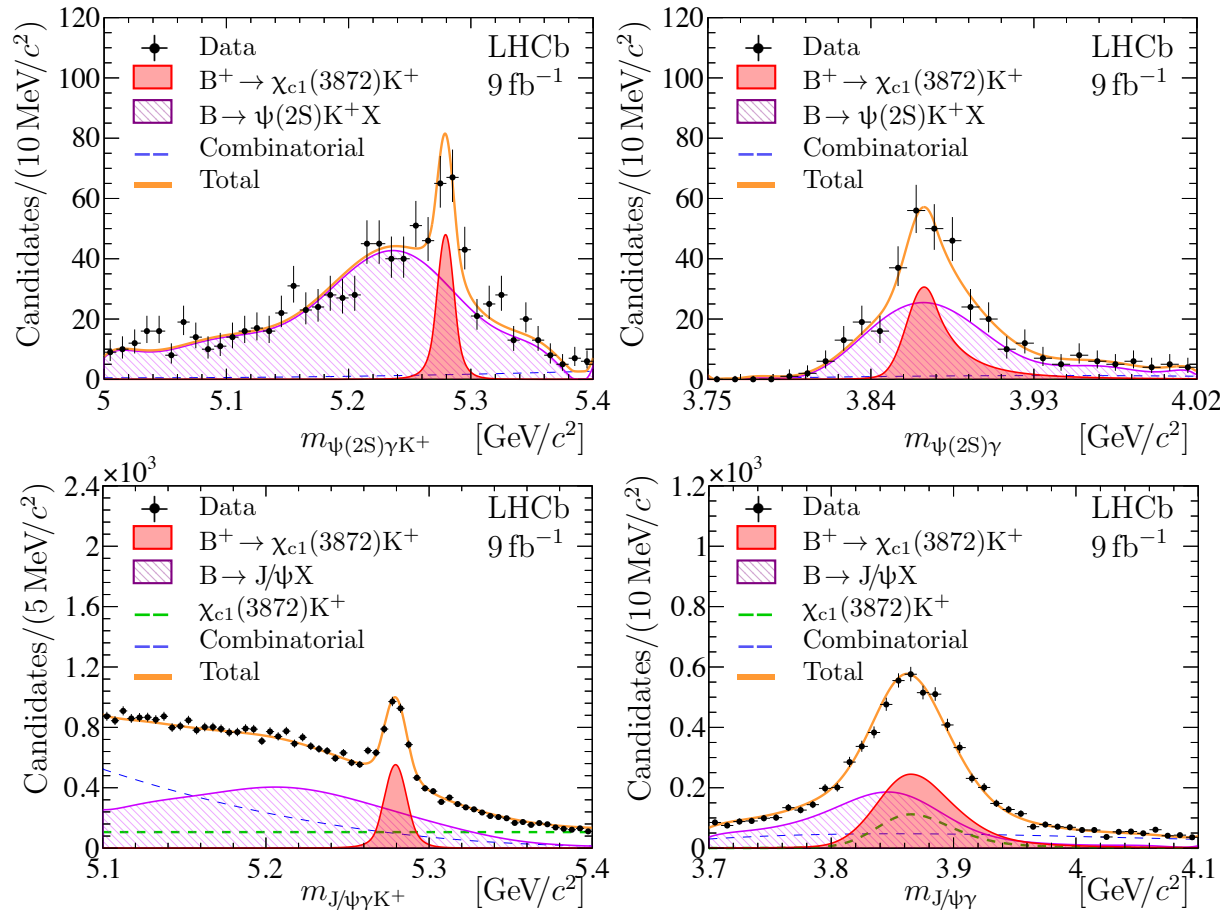 Candidates/(10 MeV/c²)
120
100
80
60
40
20
0
Data
B⁺ → χc1(3872)K⁺
B → ψ(2S)K⁺X
Combinatorial
Total
LHCb
9 fb⁻¹
5 5.1 5.2 5.3 5.4
mψ(2S)γK⁺ [GeV/c²]
Candidates/(10 MeV/c²)
120
100
80
60
40
20
0
Data
B⁺ → χc1(3872)K⁺
B → ψ(2S)K⁺X
Combinatorial
Total
LHCb
9 fb⁻¹
3.75 3.84 3.93 4.02
mψ(2S)γ [GeV/c²]
×10³
Candidates/(5 MeV/c²)
2.4
2
1.6
1.2
0.8
0.4
0
Data
B⁺ → χc1(3872)K⁺
B → J/ψX
χc1(3872)K⁺
Combinatorial
Total
LHCb
9 fb⁻¹
5.1 5.2 5.3 5.4
mJ/ψγK⁺ [GeV/c²]
×10³
Candidates/(10 MeV/c²)
1.2
1
0.8
0.6
0.4
0.2
0
Data
B⁺ → χc1(3872)K⁺
B → J/ψX
χc1(3872)K⁺
Combinatorial
Total
LHCb
9 fb⁻¹
3.7 3.8 3.9 4 4.1
mJ/ψγ [GeV/c²]